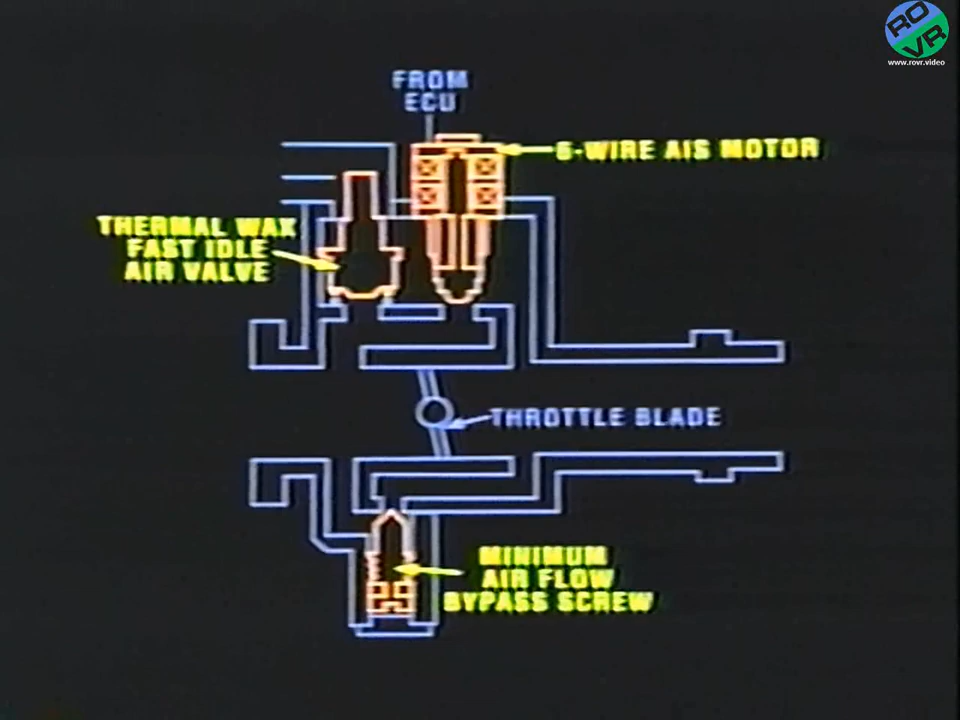 RO
VR
www.rovr.video
FROM
ECU
6-WIRE AIS MOTOR
THERMAL WAX
FAST IDLE
AIR VALVE
THROTTLE BLADE
MINIMUM
AIR FLOW
BYPASS SCREW